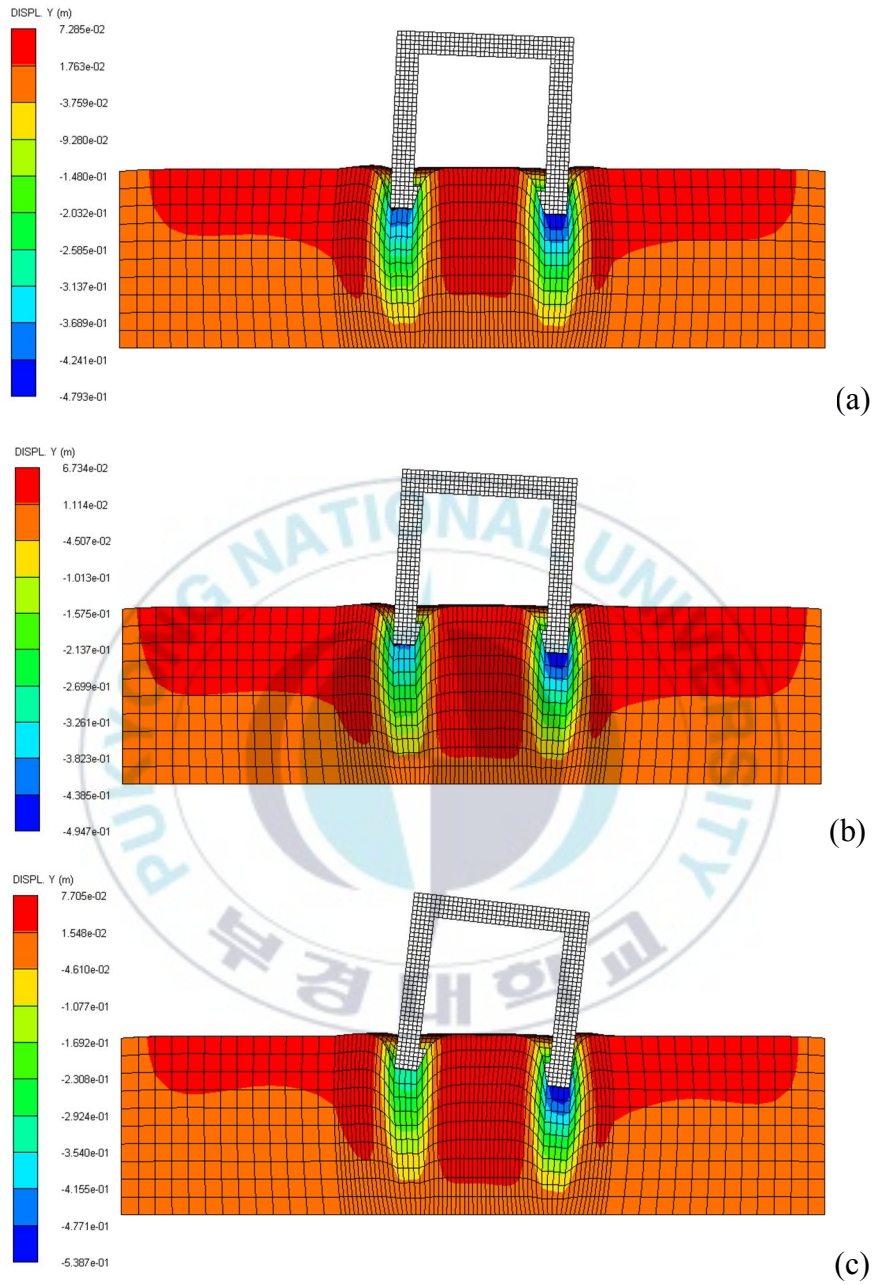 DISPL. Y (m)
7.285e-02
1.763e-02
-3.759e-02
-9.280e-02
-1.480e-01
-2.032e-01
-2.585e-01
-3.137e-01
-3.689e-01
-4.241e-01
-4.793e-01
(a)
DISPL. Y (m)
6.734e-02
1.114e-02
-4.507e-02
-1.013e-01
-1.575e-01
-2.137e-01
-2.699e-01
-3.261e-01
-3.823e-01
-4.385e-01
-4.947e-01
(b)
DISPL. Y (m)
7.705e-02
1.548e-02
-4.610e-02
-1.077e-01
-1.692e-01
-2.308e-01
-2.924e-01
-3.540e-01
-4.155e-01
-4.771e-01
-5.387e-01
(c)
PUKYONG NATIONAL UNIVERSITY
부경대학교